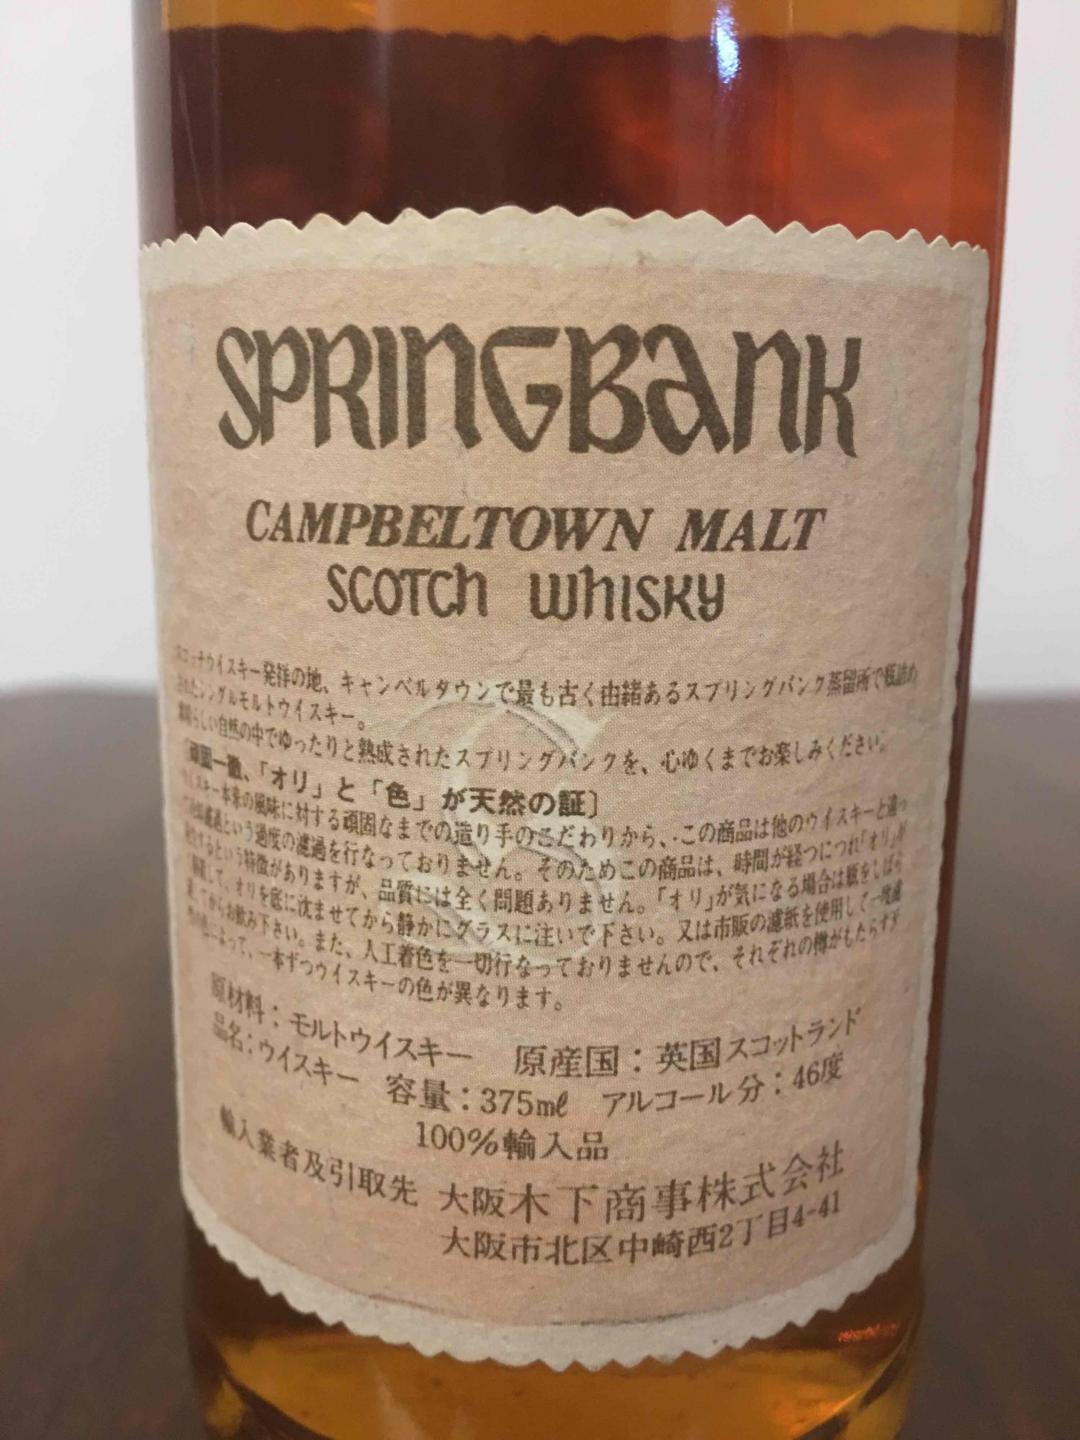 SPRINGBANK
CAMPBELTOWN MALT
SCOTCH WHISKY
スコッチウイスキー発祥の地、キャンベルタウンで最も古く由緒あるスプリングバンク蒸留所で瓶詰め
されたシングルモルトウイスキー。
素晴らしい自然の中でゆったりと熟成されたスプリングバンクを、心ゆくまでお楽しみください。
〔頑固一徹、「オリ」と「色」が天然の証〕
ウイスキー本来の風味に対する頑固なまでの造り手のこだわりから、この商品は他のウイスキーと違っ
て冷却濾過という過度の濾過を行なっておりません。そのためこの商品は、時間が経つにつれ「オリ」が
発生するという特徴がありますが、品質には全く問題ありません。「オリ」が気になる場合は瓶をしばら
して、オリを底に沈ませてから静かにグラスに注いで下さい。又は市販の濾紙を使用して一晩濾
過してからお飲み下さい。また、人工着色を一切行なっておりませんので、それぞれの樽がもたらす
色によって、一本ずつウイスキーの色が異なります。
原材料：モルトウイスキー 原産国：英国スコットランド
品名：ウイスキー 容量：375mℓ アルコール分：46度
100%輸入品
輸入業者及引取先 大阪木下商事株式会社
大阪市北区中崎西2丁目4-41